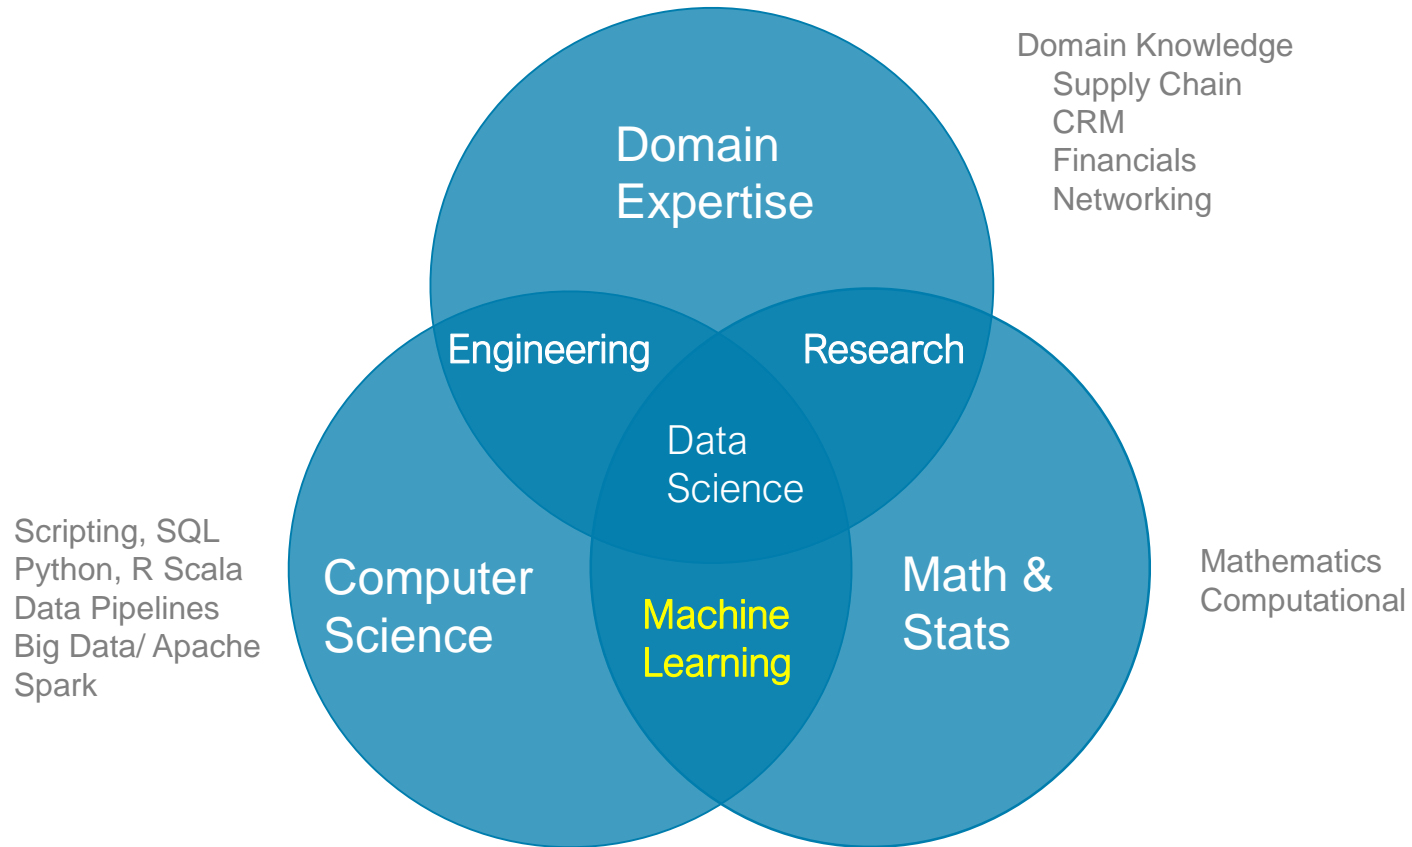 Domain Knowledge
Supply Chain
CRM
Financials
Networking
Domain
Expertise
Engineering
Research
Data
Science
Scripting, SQL
Python, R Scala
Data Pipelines
Big Data/ Apache
Spark
Computer
Science
Machine
Learning
Math &
Stats
Mathematics
Computational